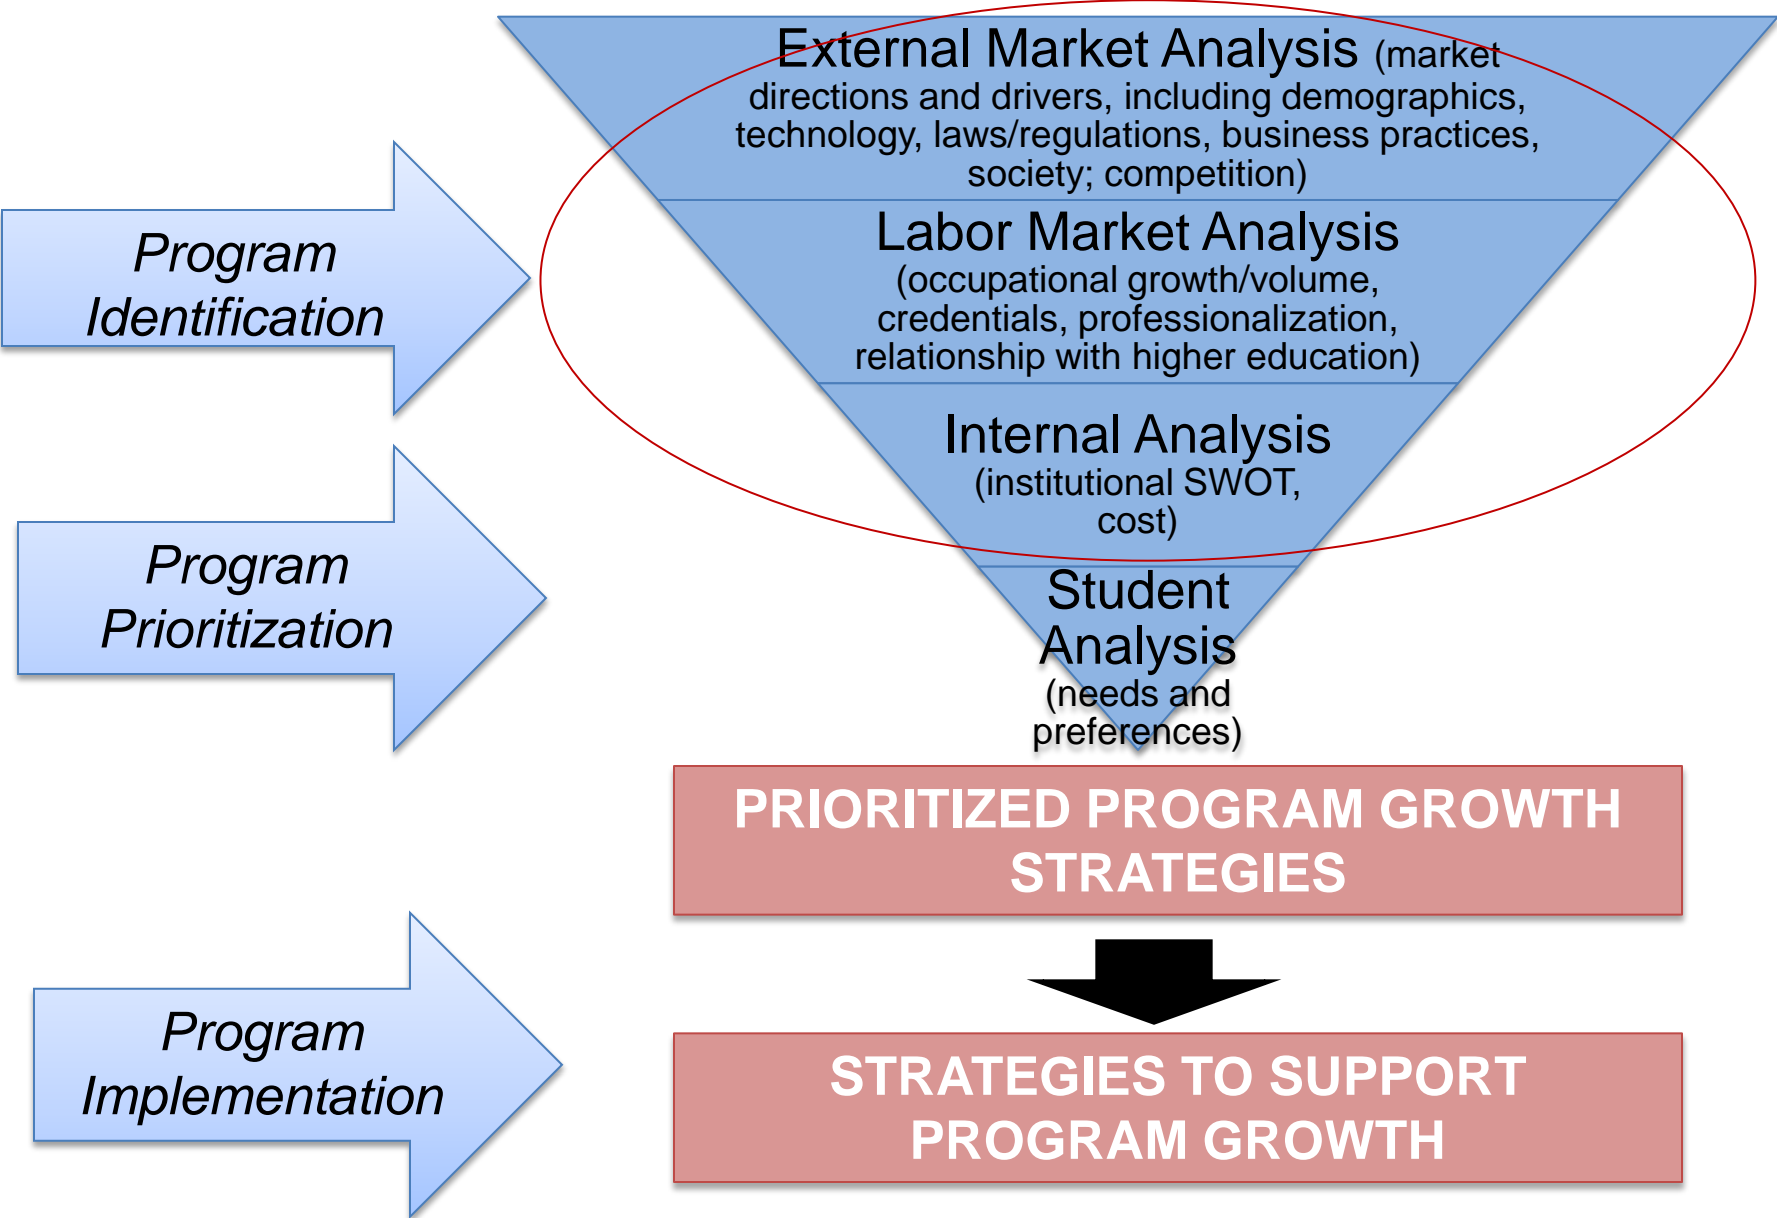 External Market Analysis (market
directions and drivers, including demographics,
technology, laws/regulations, business practices,
society; competition)
Program
Identification
Labor Market Analysis
(occupational growth/volume,
credentials, professionalization,
relationship with higher education)
Internal Analysis
(institutional SWOT,
cost)
Program
Prioritization
Student
Analysis
(needs and
preferences)
PRIORITIZED PROGRAM GROWTH
STRATEGIES
Program
Implementation
STRATEGIES TO SUPPORT
PROGRAM GROWTH